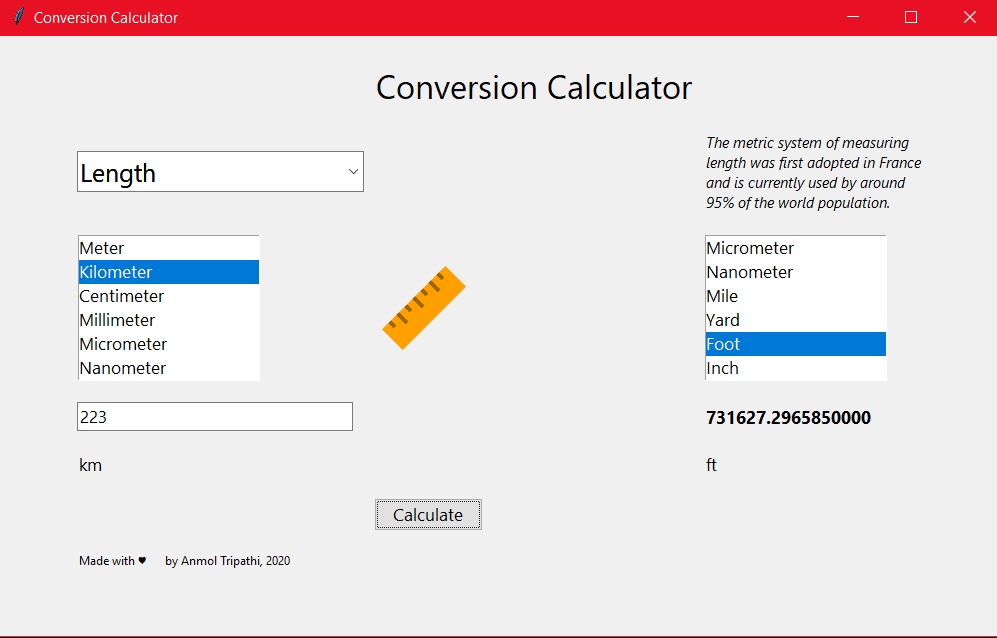 Conversion Calculator
Conversion Calculator
Length
The metric system of measuring
length was first adopted in France
and is currently used by around
95% of the world population.
Meter
Kilometer
Centimeter
Millimeter
Micrometer
Nanometer
Micrometer
Nanometer
Mile
Yard
Foot
Inch
223
731627.2965850000
km
ft
Calculate
Made with ♥ by Anmol Tripathi, 2020